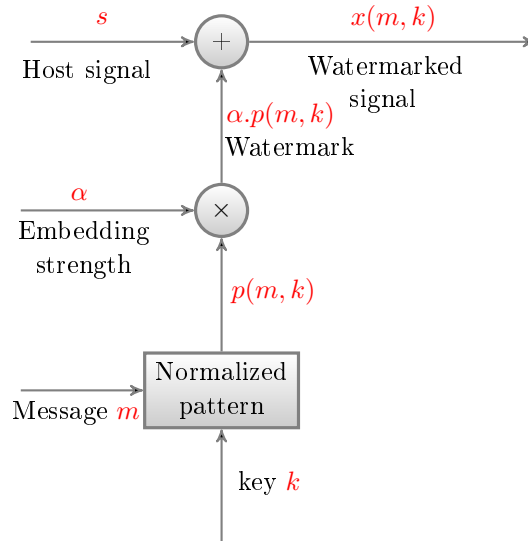 s
x(m, k)
+
Host signal
Watermarked
signal
α.p(m, k)
Watermark
α
×
Embedding
strength
p(m, k)
Normalized
pattern
Message m
key k